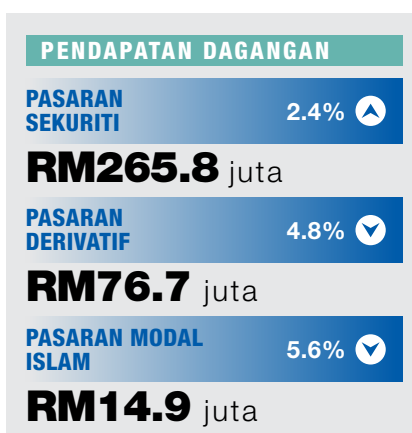 PENDAPATAN DAGANGAN
PASARAN
SEKURITI
2.4%
RM265.8 juta
PASARAN
DERIVATIF
4.8%
RM76.7 juta
PASARAN MODAL
ISLAM
5.6%
RM14.9 juta